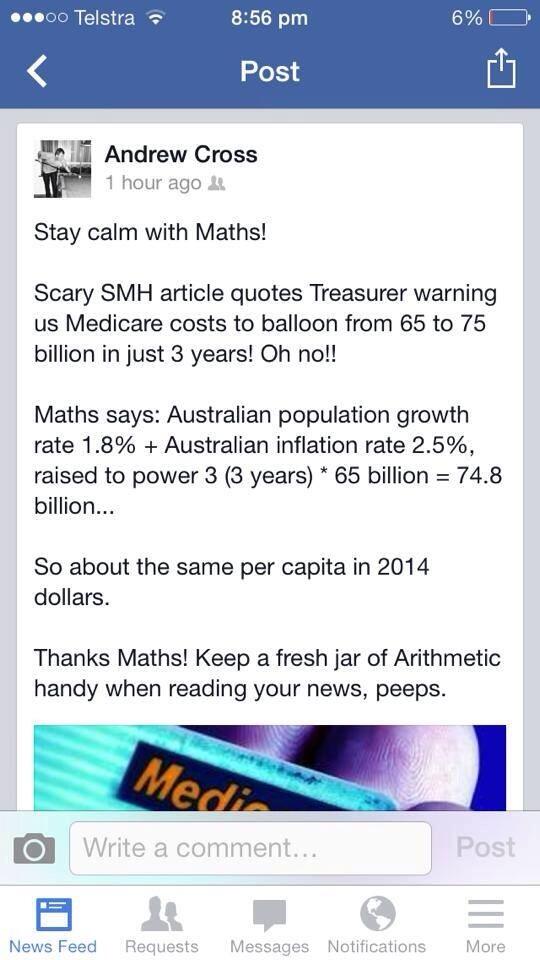 Telstra 8:56 pm 6%
Post
Andrew Cross
1 hour ago
Stay calm with Maths!
Scary SMH article quotes Treasurer warning
us Medicare costs to balloon from 65 to 75
billion in just 3 years! Oh no!!
Maths says: Australian population growth
rate 1.8% + Australian inflation rate 2.5%,
raised to power 3 (3 years) * 65 billion = 74.8
billion...
So about the same per capita in 2014
dollars.
Thanks Maths! Keep a fresh jar of Arithmetic
handy when reading your news, peeps.
Medic
Write a comment... Post
News Feed Requests Messages Notifications More